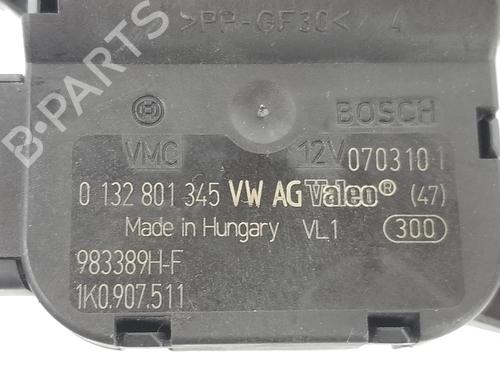 >PP-GF30< 4
BOSCH
VMC 12V 070310 1
0 132 801 345 VW AG Valeo® (47)
Made in Hungary VL1 300
983389H-F
1K0.907.511
B-PARTS